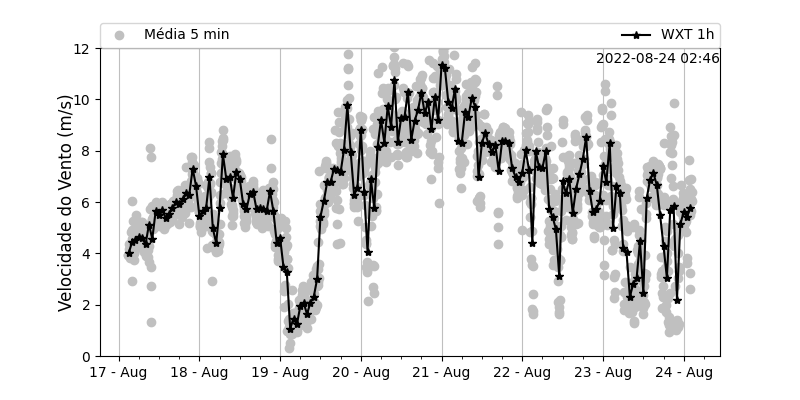 Média 5 min
WXT 1h
2022-08-24 02:46
Velocidade do Vento (m/s)
12
10
8
6
4
2
0
17 - Aug
18 - Aug
19 - Aug
20 - Aug
21 - Aug
22 - Aug
23 - Aug
24 - Aug